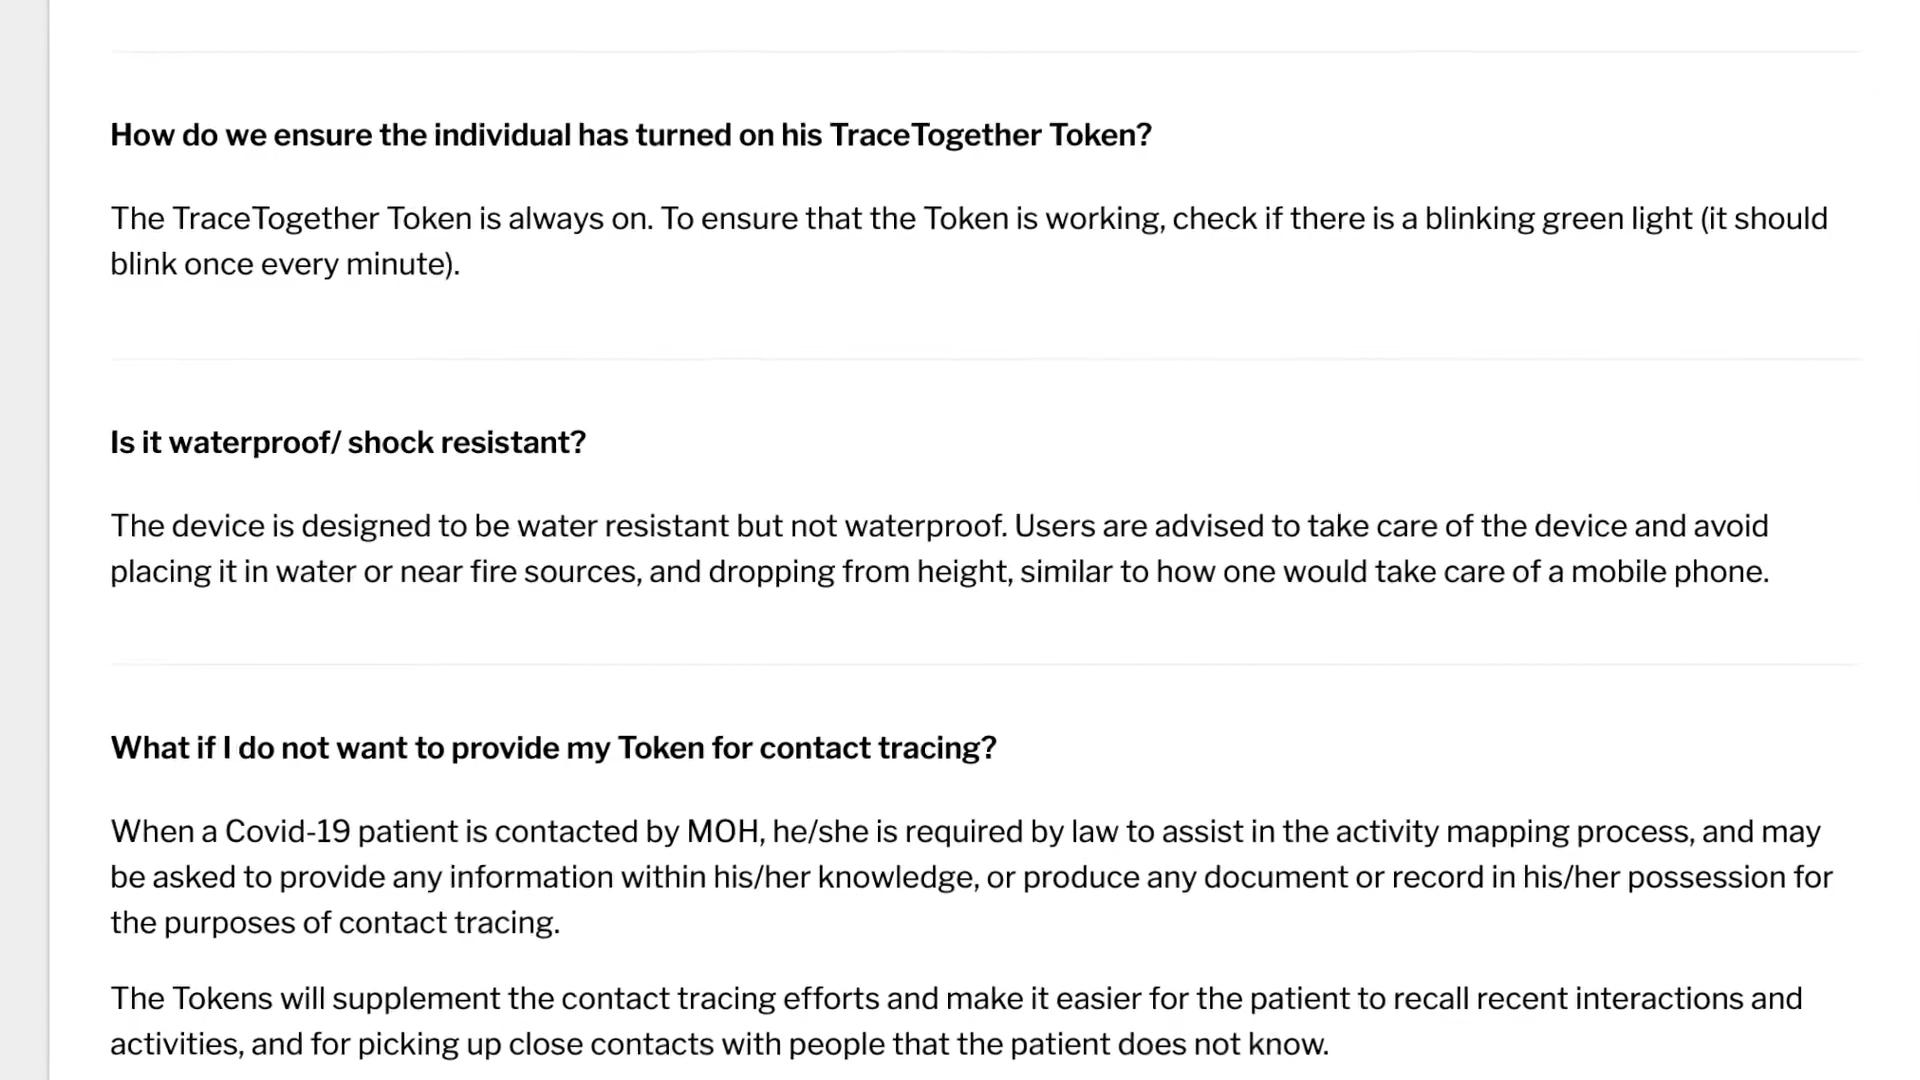 How do we ensure the individual has turned on his TraceTogether Token?
The TraceTogether Token is always on. To ensure that the Token is working, check if there is a blinking green light (it should
blink once every minute).
Is it waterproof/ shock resistant?
The device is designed to be water resistant but not waterproof. Users are advised to take care of the device and avoid
placing it in water or near fire sources, and dropping from height, similar to how one would take care of a mobile phone.
What if I do not want to provide my Token for contact tracing?
When a Covid-19 patient is contacted by MOH, he/she is required by law to assist in the activity mapping process, and may
be asked to provide any information within his/her knowledge, or produce any document or record in his/her possession for
the purposes of contact tracing.
The Tokens will supplement the contact tracing efforts and make it easier for the patient to recall recent interactions and
activities, and for picking up close contacts with people that the patient does not know.